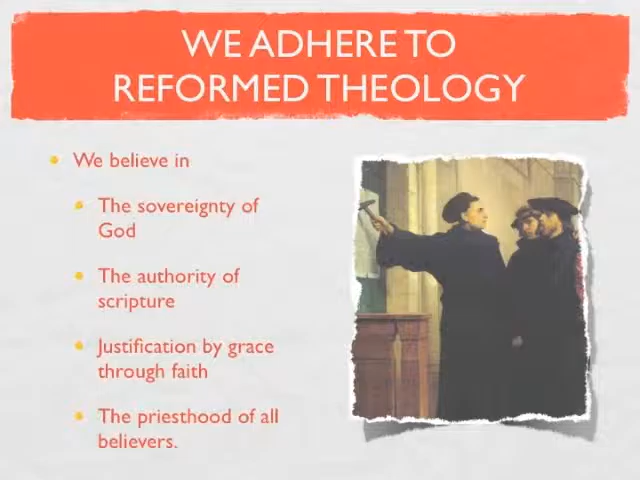 WE ADHERE TO
REFORMED THEOLOGY
We believe in
The sovereignty of
God
The authority of
scripture
Justification by grace
through faith
The priesthood of all
believers.